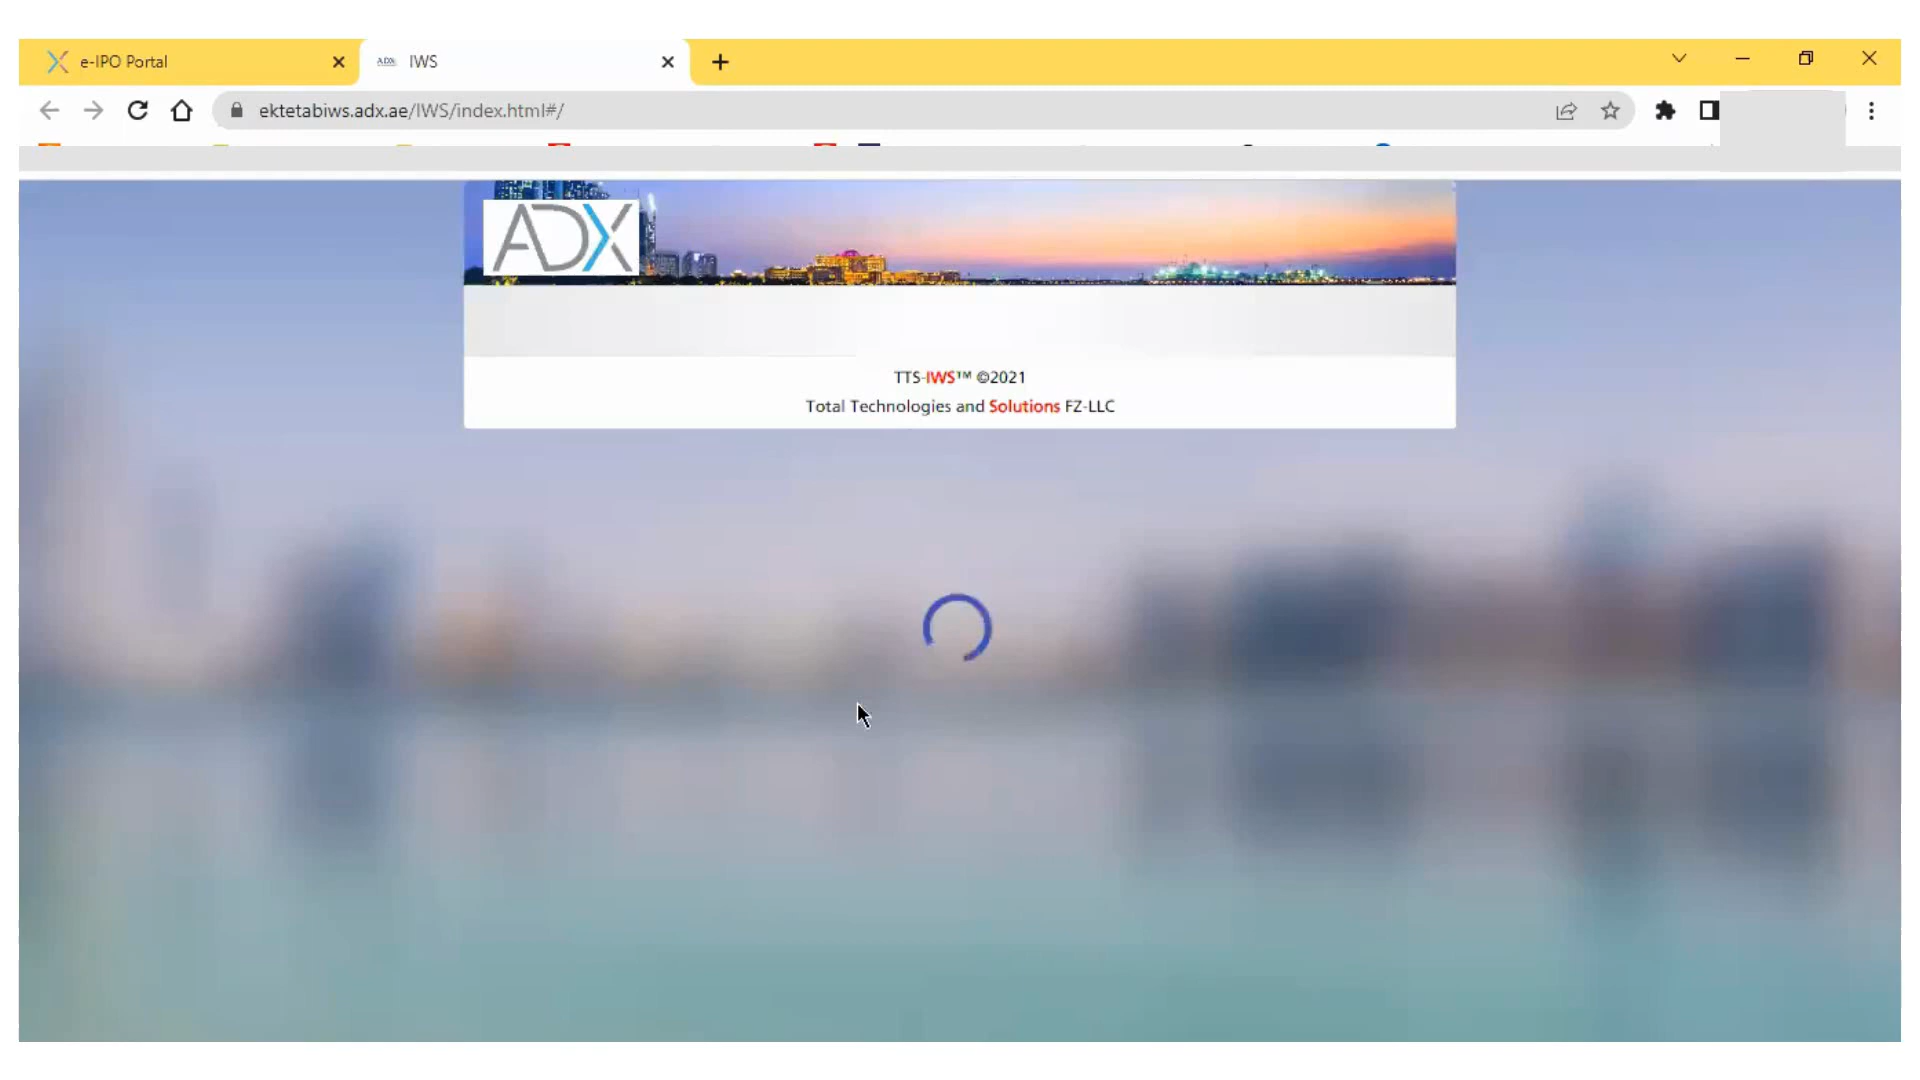 e-IPO Portal
ADX IWS
ektetabiws.adx.ae/IWS/index.html#/
ADX
TTS-IWS™ ©2021
Total Technologies and Solutions FZ-LLC